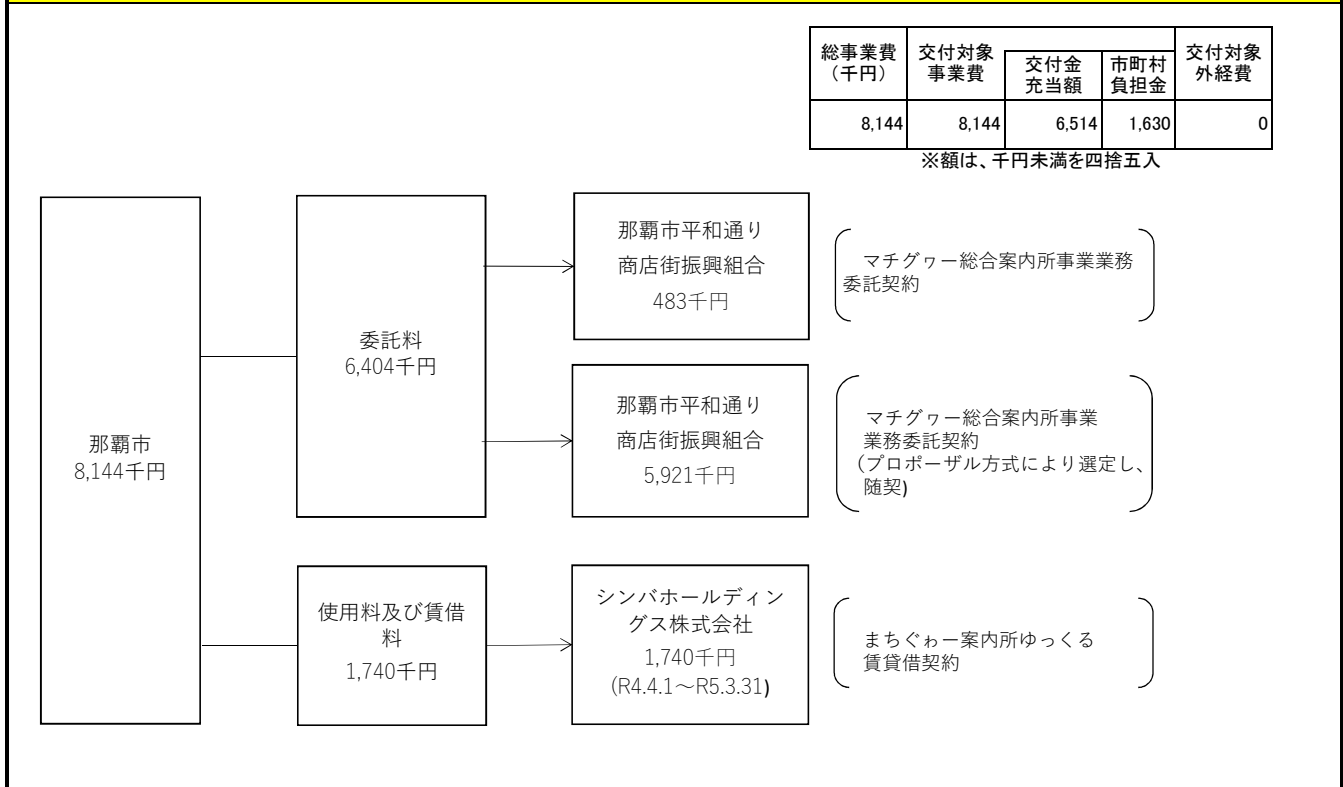 総事業費
（千円）
交付対象
事業費
交付金
充当額
市町村
負担金
交付対象
外経費
8,144
8,144
6,514
1,630
0
※額は、千円未満を四捨五入
那覇市
8,144千円
委託料
6,404千円
那覇市平和通り
商店街振興組合
483千円
マチグヮー総合案内所事業業務
委託契約
那覇市平和通り
商店街振興組合
5,921千円
マチグヮー総合案内所事業
業務委託契約
(プロポーザル方式により選定し、
随契)
使用料及び賃借
料
1,740千円
シンバホールディン
グス株式会社
1,740千円
(R4.4.1～R5.3.31)
まちぐゎー案内所ゆっくる
賃貸借契約